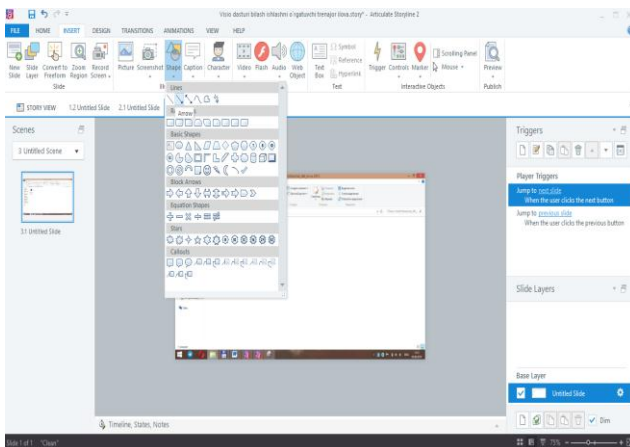 Visio dasturi bilash ishlashni o'rgatuvchi trenajor ilova.story* - Articulate Storyline 2
FILE HOME INSERT DESIGN TRANSITIONS ANIMATIONS VIEW HELP
New Slide Slide Layer Convert to Freeform Zoom Region Record Screen Picture Screenshot Shape Caption Character Video Flash Audio Web Object Text Box Symbol Reference Hyperlink Trigger Controls Marker Scrolling Panel Mouse Preview
Slide Text Interactive Objects Publish
STORY VIEW 1.2 Untitled Slide 2.1 Untitled Slide
Lines
Arrow
Basic Shapes
Block Arrows
Equation Shapes
Stars
Callouts
Scenes
3 Untitled Scene
3.1 Untitled Slide
Triggers
Player Triggers
Jump to next slide
When the user clicks the next button
Jump to previous slide
When the user clicks the previous button
Slide Layers
Base Layer
Untitled Slide
Dim
Timeline, States, Notes
Slide 1 of 1 "Clean" 75%